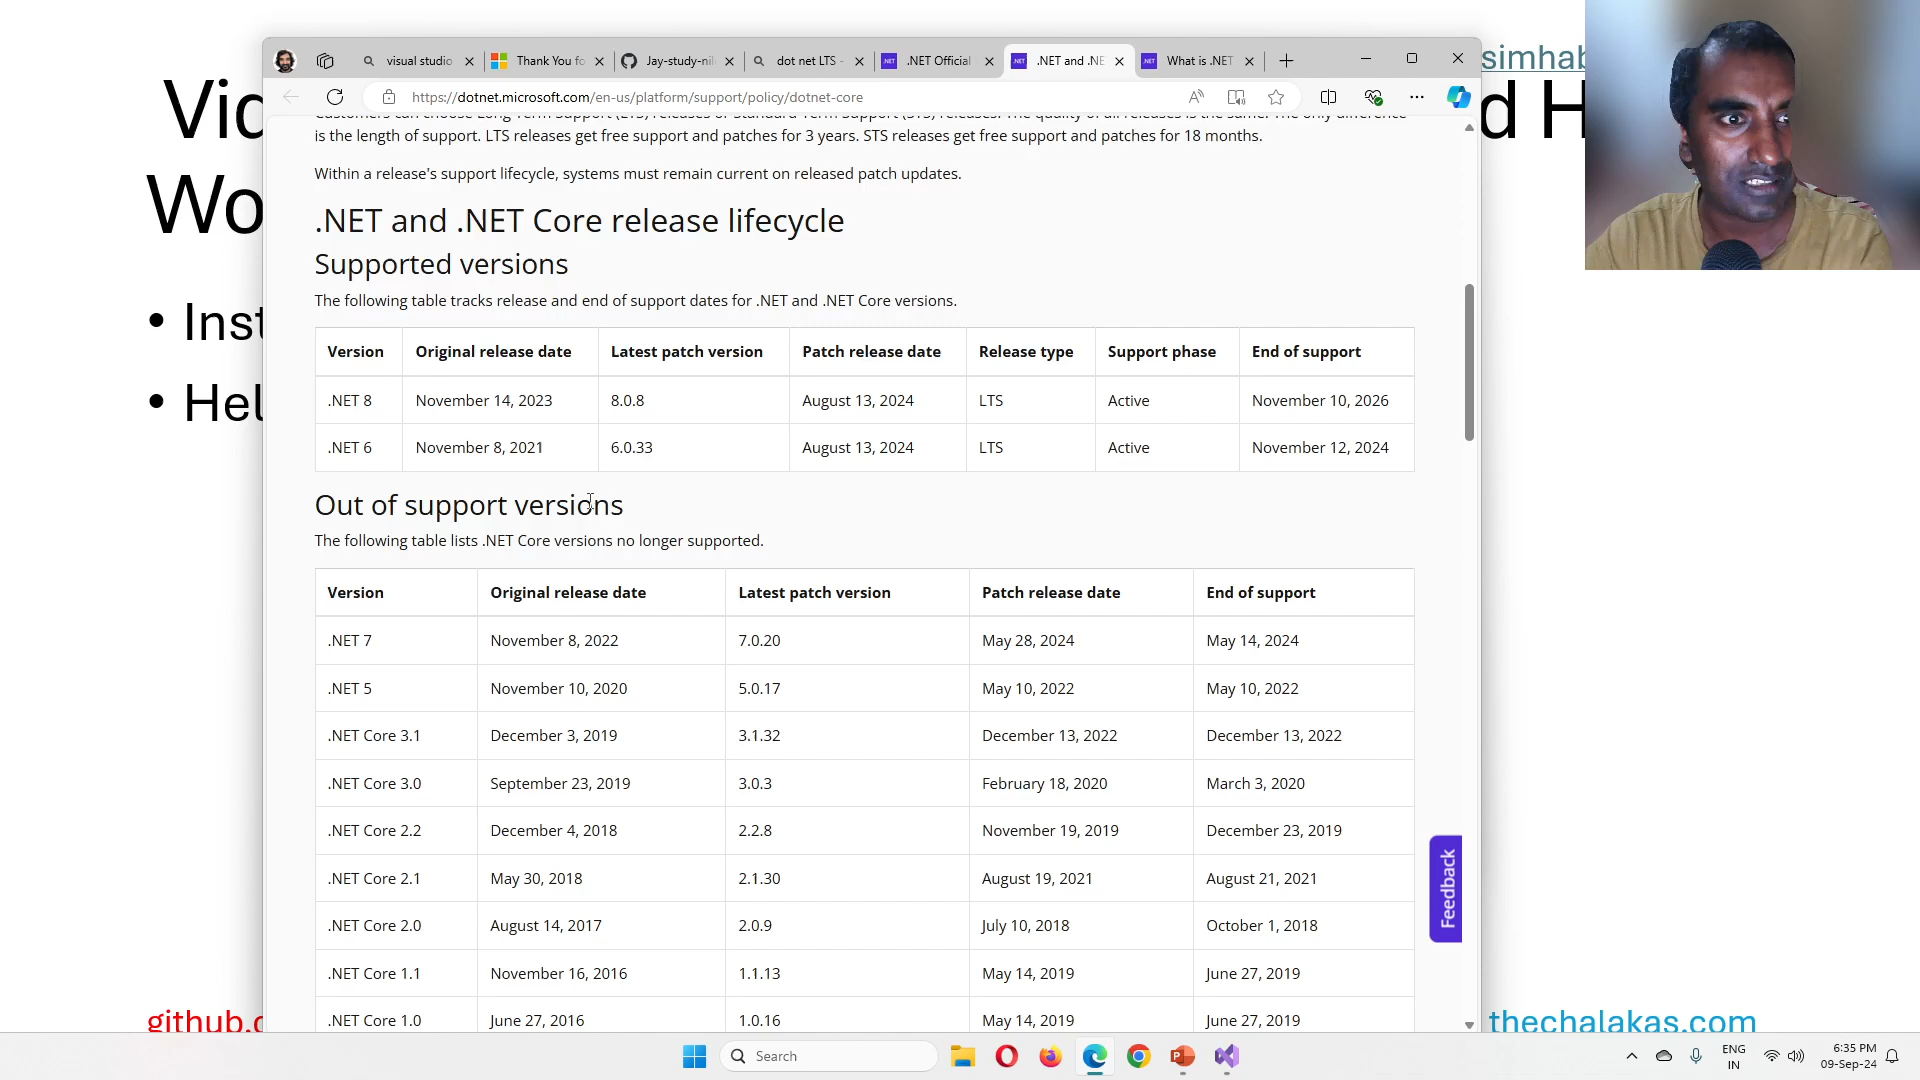 visual studio
Thank You fo
Jay-study-nil
dot net LTS -
.NET Official
.NET and .NE
What is .NET
https://dotnet.microsoft.com/en-us/platform/support/policy/dotnet-core
simhab
Vid
d H
Wo
• Inst
• Hel
is the length of support. LTS releases get free support and patches for 3 years. STS releases get free support and patches for 18 months.
Within a release's support lifecycle, systems must remain current on released patch updates.
.NET and .NET Core release lifecycle
Supported versions
The following table tracks release and end of support dates for .NET and .NET Core versions.
Version Original release date Latest patch version Patch release date Release type Support phase End of support
.NET 8 November 14, 2023 8.0.8 August 13, 2024 LTS Active November 10, 2026
.NET 6 November 8, 2021 6.0.33 August 13, 2024 LTS Active November 12, 2024
Out of support versions
The following table lists .NET Core versions no longer supported.
Version Original release date Latest patch version Patch release date End of support
.NET 7 November 8, 2022 7.0.20 May 28, 2024 May 14, 2024
.NET 5 November 10, 2020 5.0.17 May 10, 2022 May 10, 2022
.NET Core 3.1 December 3, 2019 3.1.32 December 13, 2022 December 13, 2022
.NET Core 3.0 September 23, 2019 3.0.3 February 18, 2020 March 3, 2020
.NET Core 2.2 December 4, 2018 2.2.8 November 19, 2019 December 23, 2019
.NET Core 2.1 May 30, 2018 2.1.30 August 19, 2021 August 21, 2021
.NET Core 2.0 August 14, 2017 2.0.9 July 10, 2018 October 1, 2018
.NET Core 1.1 November 16, 2016 1.1.13 May 14, 2019 June 27, 2019
.NET Core 1.0 June 27, 2016 1.0.16 May 14, 2019 June 27, 2019
Feedback
github.c
thechalakas.com
Search
ENG
IN
6:35 PM
09-Sep-24